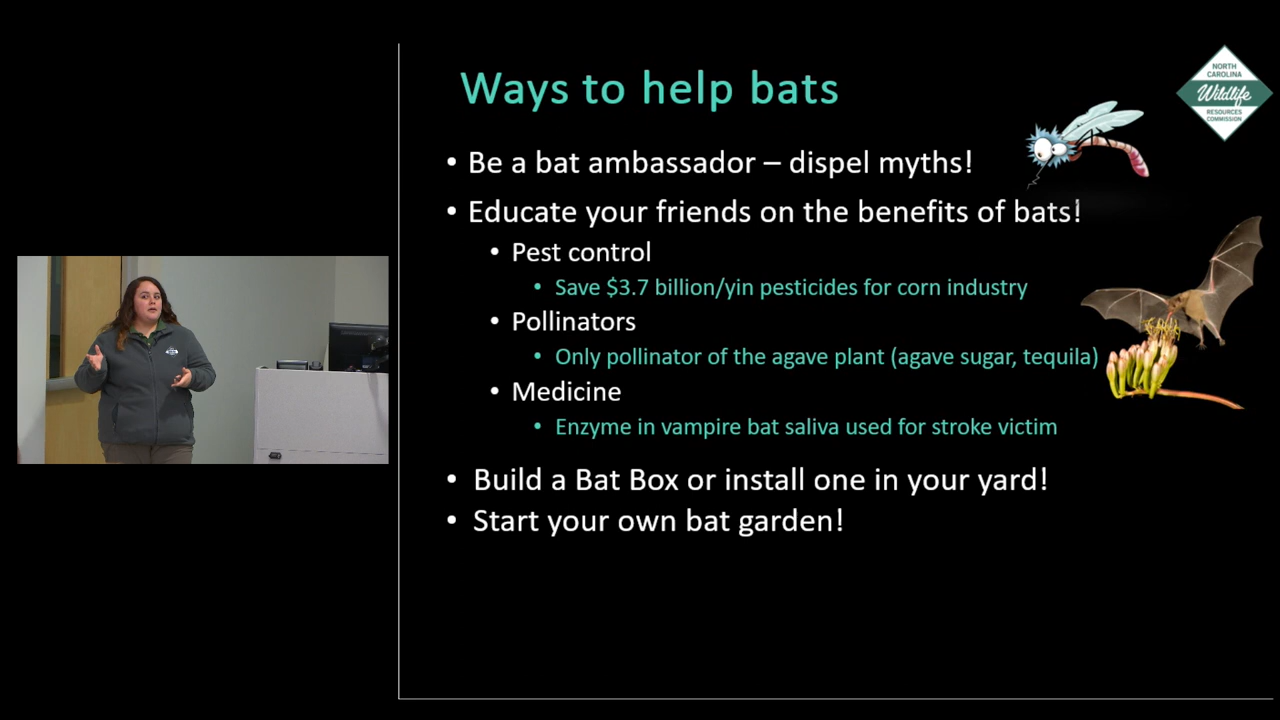 Ways to help bats
NORTH
CAROLINA
Wildlife
RESOURCES
COMMISSION
• Be a bat ambassador – dispel myths!
• Educate your friends on the benefits of bats!
• Pest control
• Save $3.7 billion/yin pesticides for corn industry
• Pollinators
• Only pollinator of the agave plant (agave sugar, tequila)
• Medicine
• Enzyme in vampire bat saliva used for stroke victim
• Build a Bat Box or install one in your yard!
• Start your own bat garden!